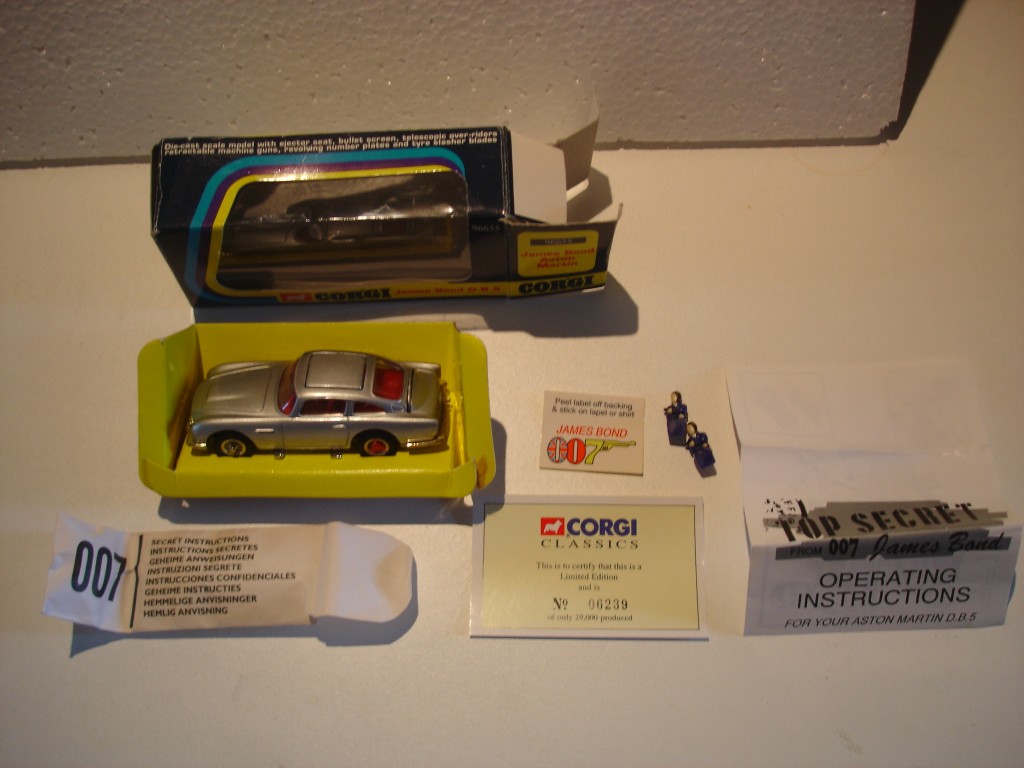 Die-cast scale model with ejector seat, bullet screen, telescopic over-riders
retractable machine guns, revolving number plates and tyre slasher blades
96655
96655
James Bond
Aston
Martin
CORGI James Bond D.B.5
CORGI
Peel label off backing
& stick on lapel or shirt
JAMES BOND
007
007
SECRET INSTRUCTIONS
INSTRUCTIONS SECRETES
GEHEIME ANWEISUNGEN
INSTRUZIONI SEGRETE
INSTRUCCIONES CONFIDENCIALES
GEHEIME INSTRUCTIES
HEMMELIGE ANVISNINGER
HEMLIG ANVISNING
CORGI
CLASSICS
This is to certify that this is a
Limited Edition
and is
No. 06239
of only 29,000 produced
TOP SECRET
FROM 007 James Bond
OPERATING
INSTRUCTIONS
FOR YOUR ASTON MARTIN D.B.5